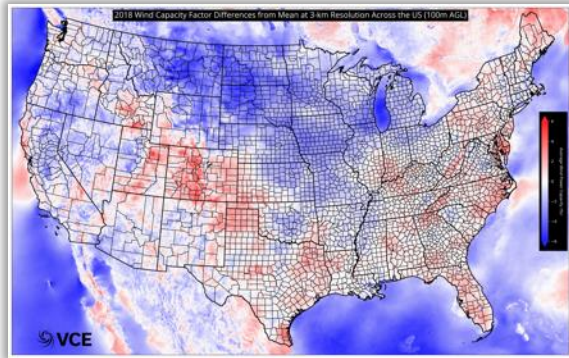 2018 Wind Capacity Factor Differences from Mean at 3-km Resolution Across the US (100m AGL)
VCE